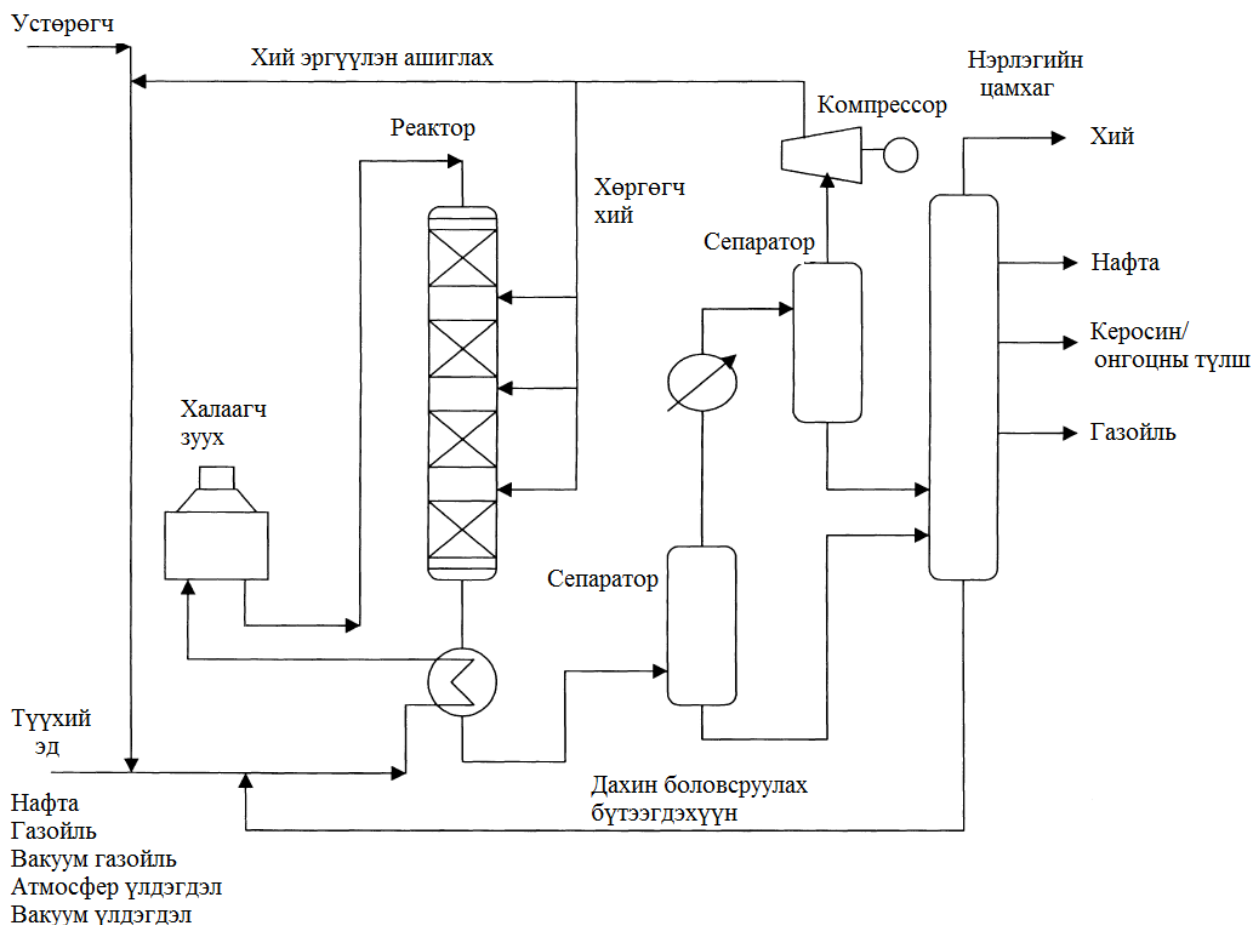 Устөрөгч
Хий эргүүлэн ашиглах
Нэрлэгийн
цамхаг
Компрессор
Реактор
Хий
Хөргөгч
хий
Сепаратор
Нафта
Керосин/
онгоцны түлш
Халаагч
зуух
Газойль
Сепаратор
Түүхий
эд
Дахин боловсруулах
бүтээгдэхүүн
Нафта
Газойль
Вакуум газойль
Атмосфер үлдэгдэл
Вакуум үлдэгдэл